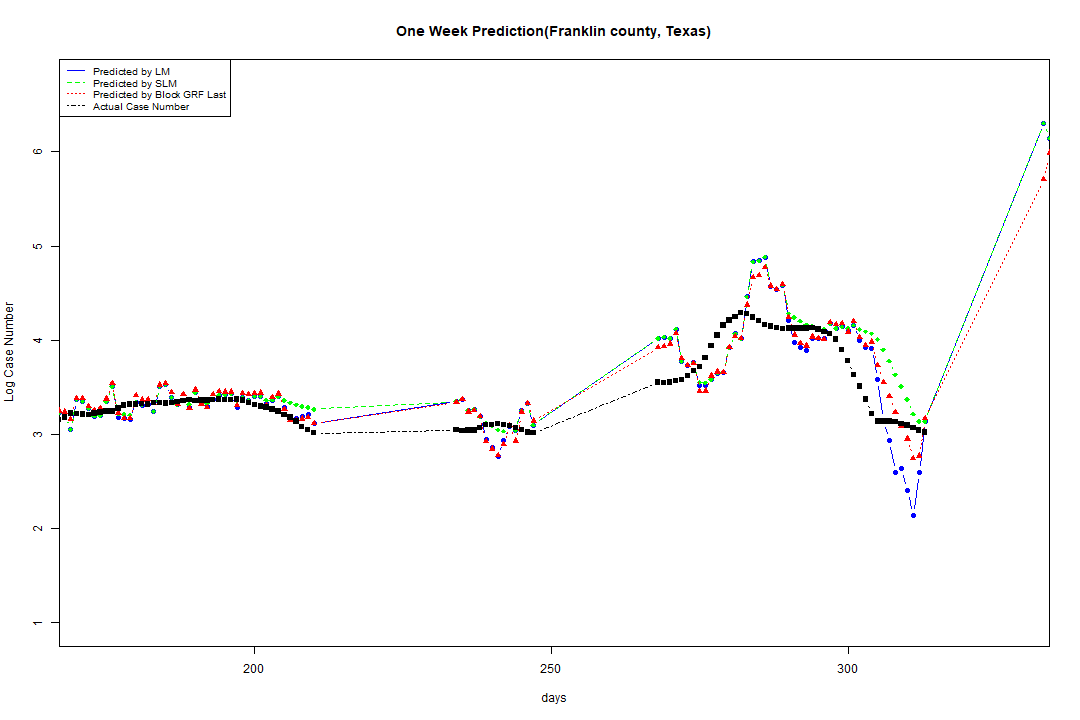 One Week Prediction(Franklin county, Texas)
Predicted by LM
Predicted by SLM
Predicted by Block GRF Last
Actual Case Number
Log Case Number
6
5
4
3
2
1
200
250
300
days